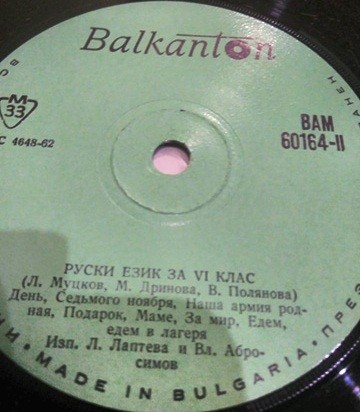 Balkanton
M
33
ВАМ
60164-II
С 4648-62
РУСКИ ЕЗИК ЗА VI КЛАС
(Л. Муцков, М. Дринова, В. Полянова)
День, Седьмого ноября, Наша армия род-
ная, Подарок, Маме, За мир, Едем,
едем в лагеря
Изп. Л. Лаптева и Вл. Абро-
симов
MADE IN BULGARIA